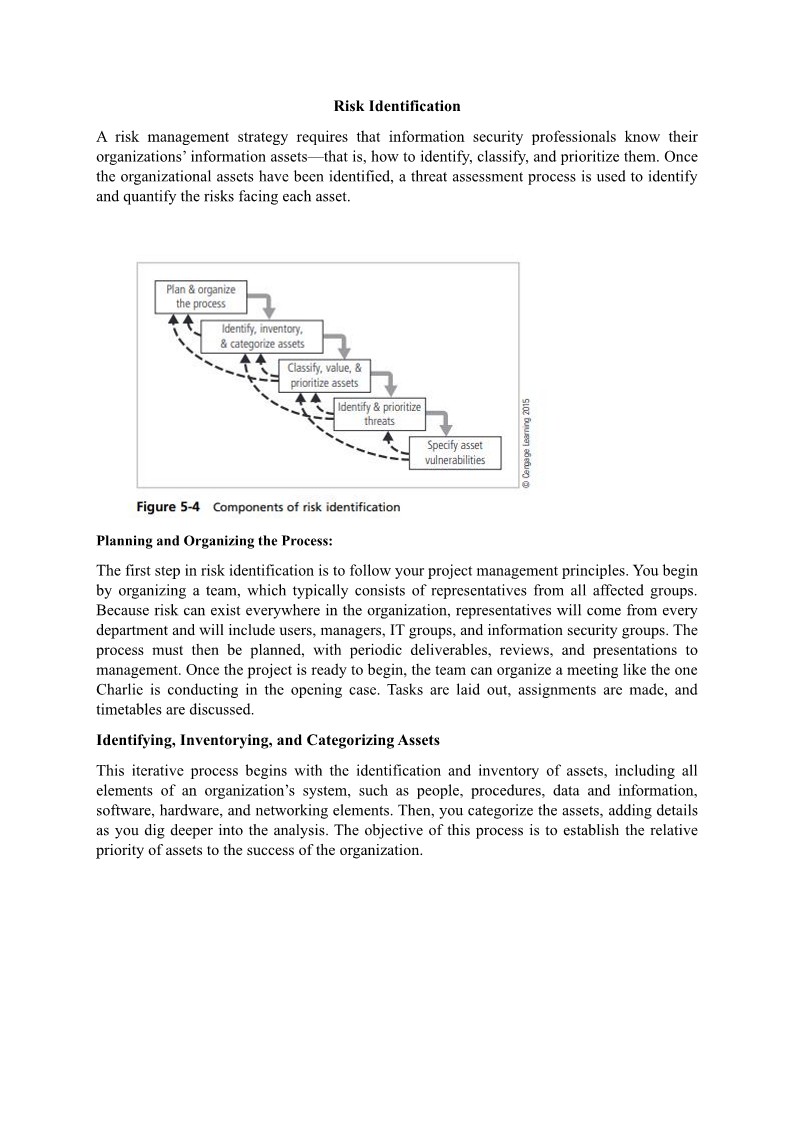 Risk Identification
A risk management strategy requires that information security professionals know their
organizations’ information assets—that is, how to identify, classify, and prioritize them. Once
the organizational assets have been identified, a threat assessment process is used to identify
and quantify the risks facing each asset.
Plan & organize
the process
Identify, inventory,
& categorize assets
Classify, value, &
prioritize assets
Identify & prioritize
threats
Specify asset
vulnerabilities
© Cengage Learning 2015
Figure 5-4 Components of risk identification
Planning and Organizing the Process:
The first step in risk identification is to follow your project management principles. You begin
by organizing a team, which typically consists of representatives from all affected groups.
Because risk can exist everywhere in the organization, representatives will come from every
department and will include users, managers, IT groups, and information security groups. The
process must then be planned, with periodic deliverables, reviews, and presentations to
management. Once the project is ready to begin, the team can organize a meeting like the one
Charlie is conducting in the opening case. Tasks are laid out, assignments are made, and
timetables are discussed.
Identifying, Inventorying, and Categorizing Assets
This iterative process begins with the identification and inventory of assets, including all
elements of an organization’s system, such as people, procedures, data and information,
software, hardware, and networking elements. Then, you categorize the assets, adding details
as you dig deeper into the analysis. The objective of this process is to establish the relative
priority of assets to the success of the organization.